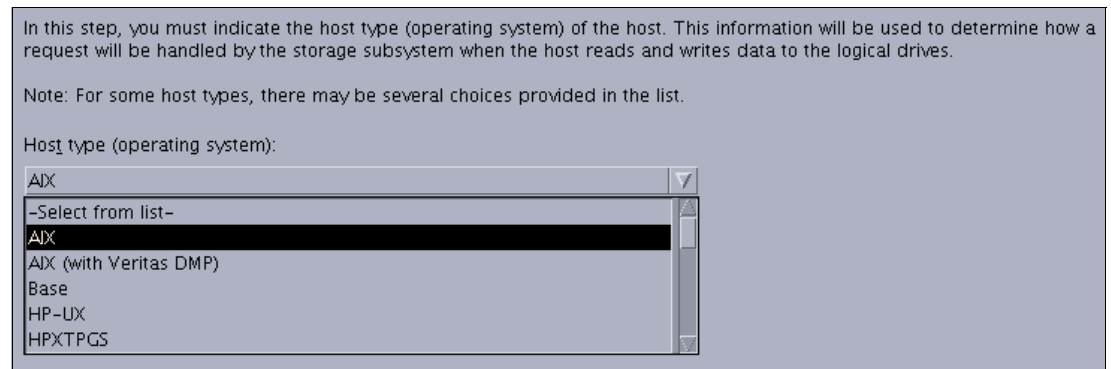 In this step, you must indicate the host type (operating system) of the host. This information will be used to determine how a
request will be handled by the storage subsystem when the host reads and writes data to the logical drives.
Note: For some host types, there may be several choices provided in the list.
Host type (operating system):
AIX
-Select from list-
AIX
AIX (with Veritas DMP)
Base
HP-UX
HPXTPGS